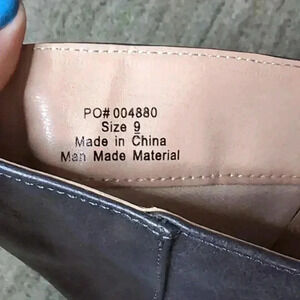 PO# 004880
Size 9
Made in China
Man Made Material